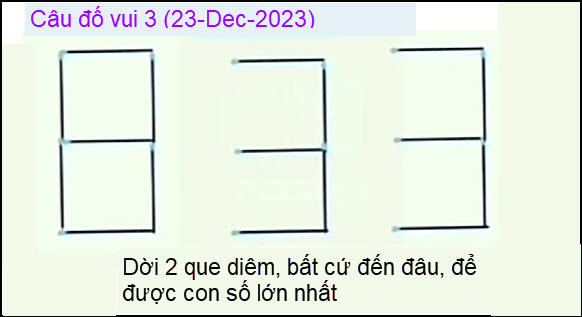 Câu đố vui 3 (23-Dec-2023)
833
Dời 2 que diêm, bất cứ đến đâu, để
được con số lớn nhất